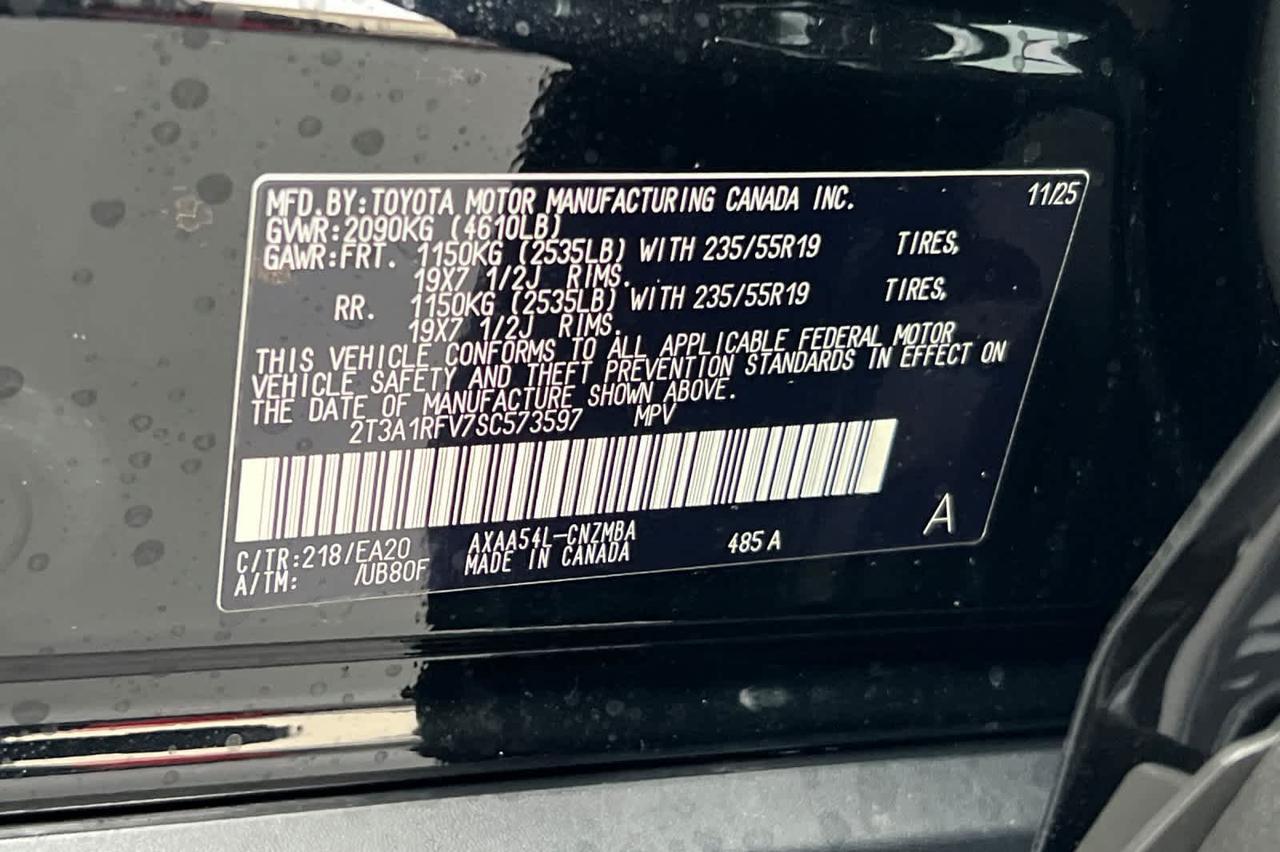 MFD.BY:TOYOTA MOTOR MANUFACTURING CANADA INC. 11/25
GVWR:2090KG (4610LB)
GAWR:FRT. 1150KG (2535LB) WITH 235/55R19 TIRES,
19X7 1/2J RIMS.
RR. 1150KG (2535LB) WITH 235/55R19 TIRES,
19X7 1/2J RIMS.
THIS VEHICLE CONFORMS TO ALL APPLICABLE FEDERAL MOTOR
VEHICLE SAFETY AND THEFT PREVENTION STANDARDS IN EFFECT ON
THE DATE OF MANUFACTURE SHOWN ABOVE.
2T3A1RFV7SC573597 MPV
C/TR:218/EA20 AXAA54L-CNZMBA 485A A
A/TM: /UB80F MADE IN CANADA